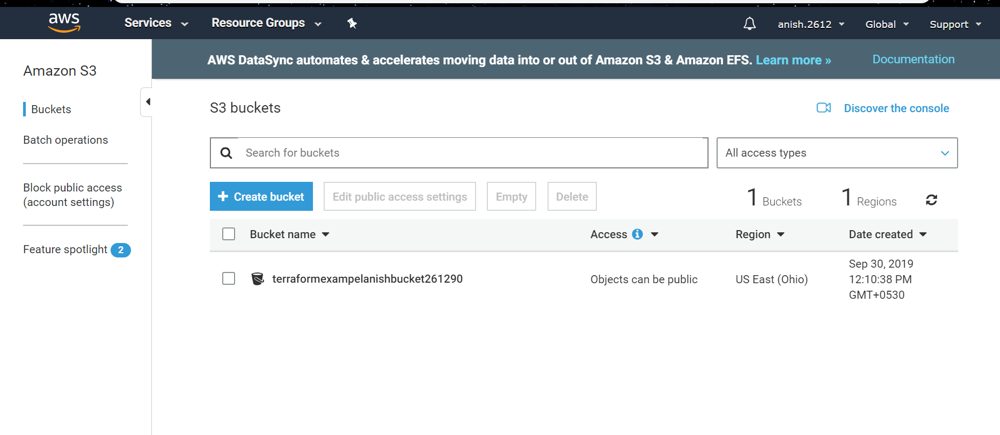 aws
Services
Resource Groups
anish.2612
Global
Support
Amazon S3
Buckets
Batch operations
Block public access
(account settings)
Feature spotlight 2
AWS DataSync automates & accelerates moving data into or out of Amazon S3 & Amazon EFS. Learn more »
Documentation
S3 buckets
Discover the console
Search for buckets
All access types
+ Create bucket
Edit public access settings
Empty
Delete
1 Buckets
1 Regions
Bucket name
Access
Region
Date created
terraformexampelanishbucket261290
Objects can be public
US East (Ohio)
Sep 30, 2019
12:10:38 PM
GMT+0530